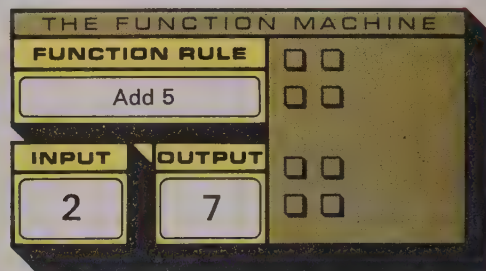 THE FUNCTION MACHINE
FUNCTION RULE
Add 5
INPUT OUTPUT
2 7